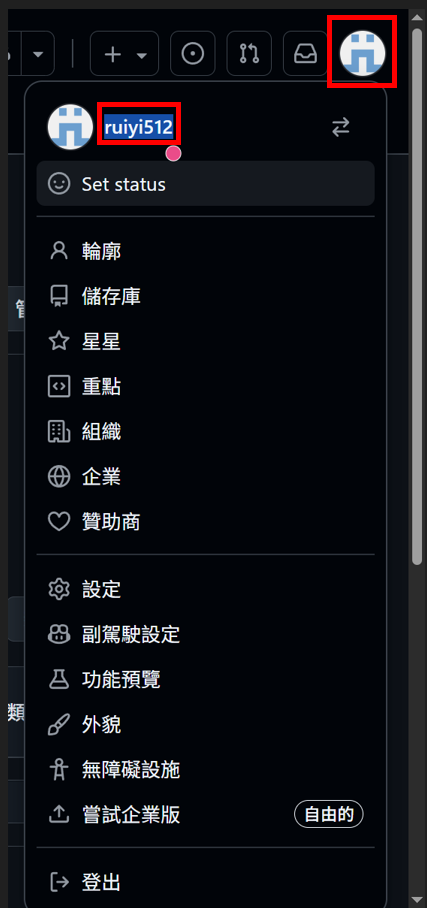 ruiyi512
Set status
輪廓
儲存庫
星星
重點
組織
企業
贊助商
設定
副駕駛設定
功能預覽
外貌
無障礙設施
嘗試企業版 自由的
登出